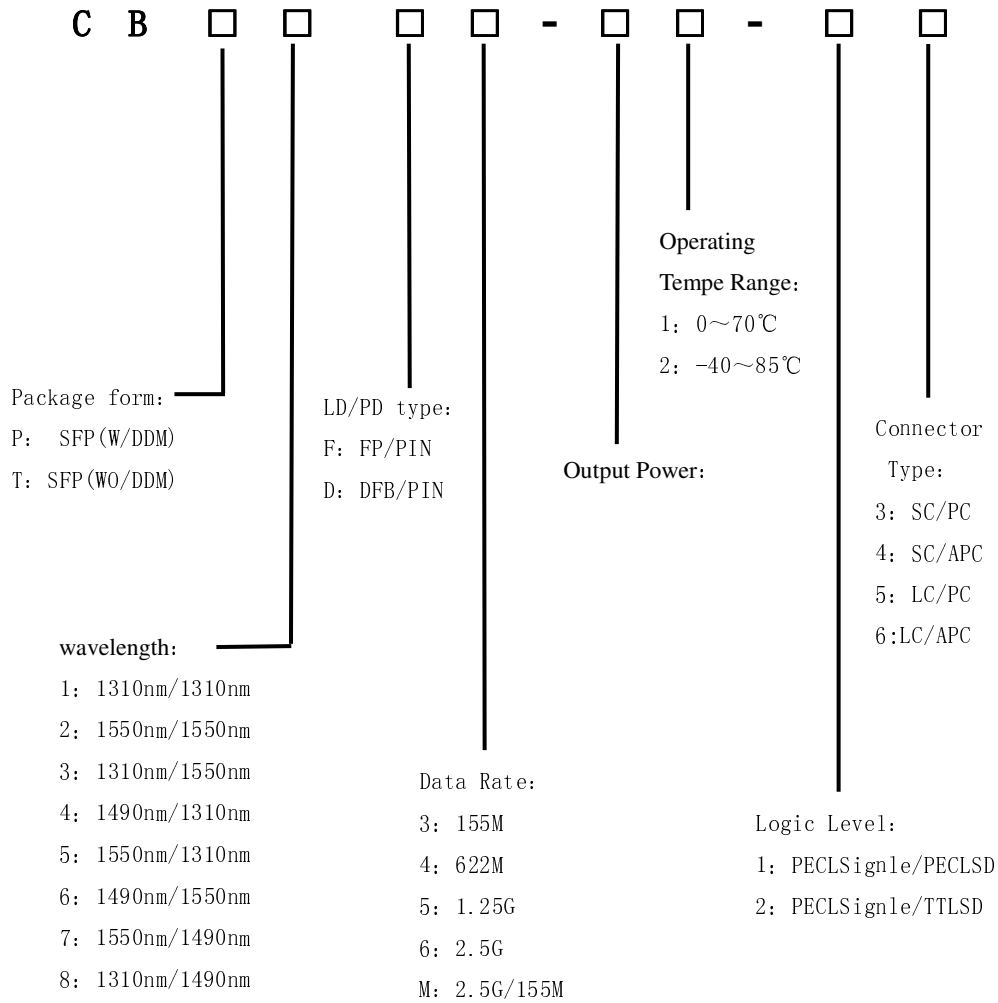 C B □ □ □ □ - □ □ - □ □
Operating
Tempe Range：
1：0～70℃
2：-40～85℃
Package form：
P： SFP(W/DDM)
T：SFP(WO/DDM)
LD/PD type：
F：FP/PIN
D：DFB/PIN
Output Power：
Connector
Type：
3：SC/PC
4：SC/APC
5：LC/PC
6:LC/APC
wavelength：
1：1310nm/1310nm
2：1550nm/1550nm
3：1310nm/1550nm
4：1490nm/1310nm
5：1550nm/1310nm
6：1490nm/1550nm
7：1550nm/1490nm
8：1310nm/1490nm
Data Rate：
3：155M
4：622M
5：1.25G
6：2.5G
M：2.5G/155M
Logic Level：
1：PECLSignle/PECLSD
2：PECLSignle/TTLSD